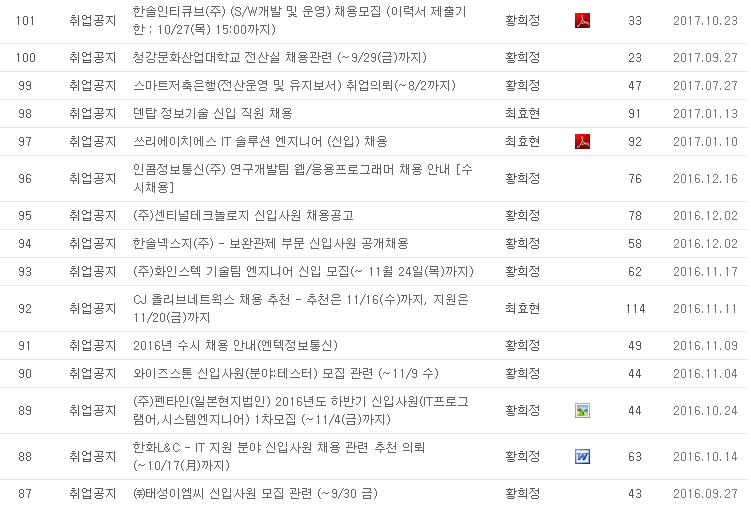 101 취업공지 한솔인티큐브(주) (S/W개발 및 운영) 채용모집 (이력서 제출기
한 : 10/27(목) 15:00까지) 황희정 33 2017.10.23
100 취업공지 청강문화산업대학교 전산실 채용관련 (~9/29(금)까지) 황희정 23 2017.09.27
99 취업공지 스마트저축은행(전산운영 및 유지보서) 취업의뢰(~8/2까지) 황희정 47 2017.07.27
98 취업공지 덴탑 정보기술 신입 직원 채용 최효현 91 2017.01.13
97 취업공지 쓰리에이치에스 IT 솔루션 엔지니어 (신입) 채용 최효현 92 2017.01.10
96 취업공지 인콤정보통신(주) 연구개발팀 웹/응용프로그래머 채용 안내 [수
시채용] 황희정 76 2016.12.16
95 취업공지 (주)센티널테크놀로지 신입사원 채용공고 황희정 78 2016.12.02
94 취업공지 한솔넥스지(주) - 보완관제 부문 신입사원 공개채용 황희정 58 2016.12.02
93 취업공지 (주)화인스텍 기술팀 엔지니어 신입 모집(~ 11월 24일(목)까지) 황희정 62 2016.11.17
92 취업공지 CJ 올리브네트웍스 채용 추천 - 추천은 11/16(수)까지, 지원은
11/20(금)까지 최효현 114 2016.11.11
91 취업공지 2016년 수시 채용 안내(엔텍정보통신) 황희정 49 2016.11.09
90 취업공지 와이즈스톤 신입사원(분야:테스터) 모집 관련 (~11/9 수) 황희정 44 2016.11.04
89 취업공지 (주)펜타인(일본현지법인) 2016년도 하반기 신입사원(IT프로그
램어,시스템엔지니어) 1차모집 (~11/4(금)까지) 황희정 44 2016.10.24
88 취업공지 한화L&C - IT 지원 분야 신입사원 채용 관련 추천 의뢰
(~10/17(月)까지) 황희정 63 2016.10.14
87 취업공지 ㈜태성이엠씨 신입사원 모집 관련 (~9/30 금) 황희정 43 2016.09.27